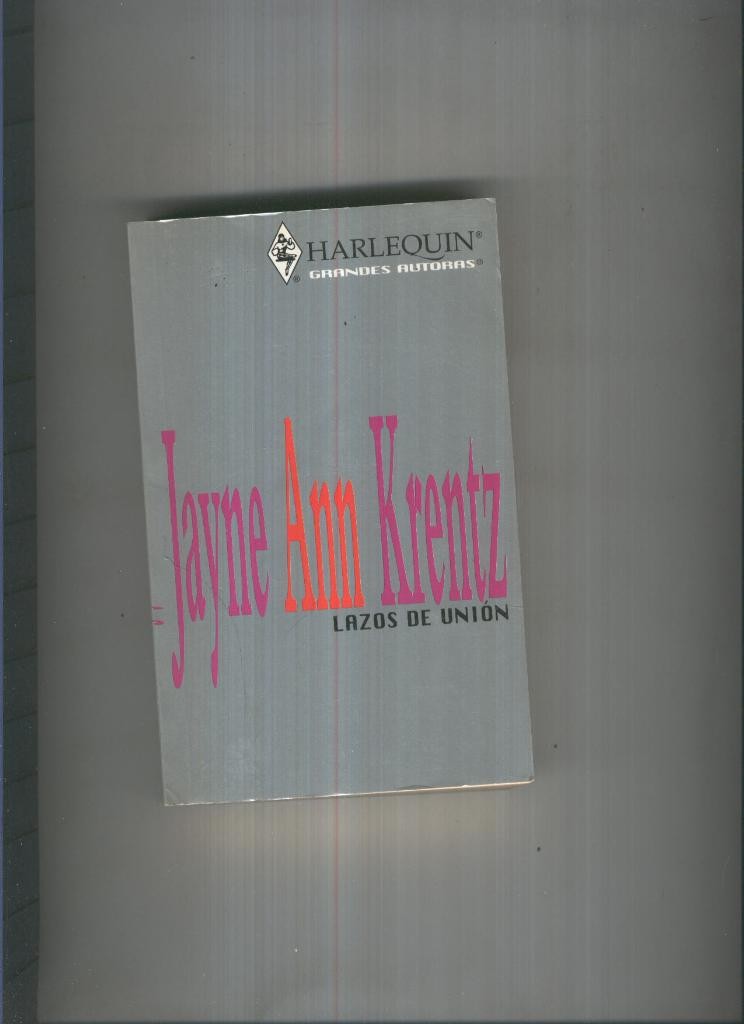 HARLEQUIN®
GRANDES AUTORAS®
®
Jayne Ann Krentz
LAZOS DE UNIÓN